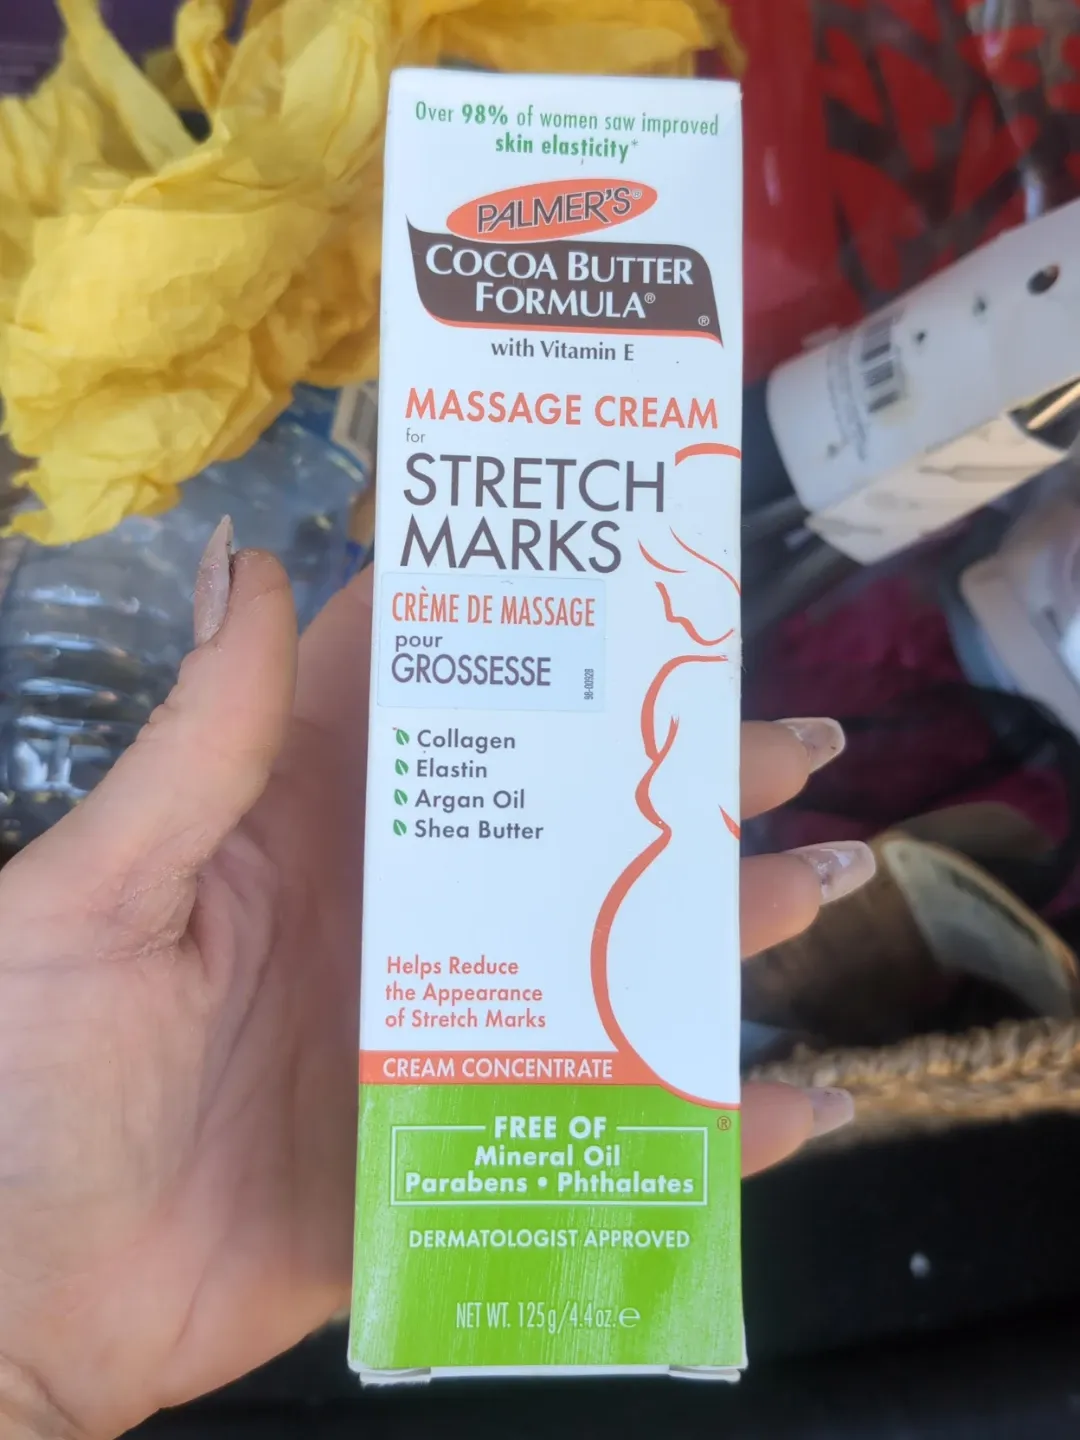 Over 98% of women saw improved
skin elasticity*
PALMER'S®
COCOA BUTTER
FORMULA®
®
with Vitamin E
MASSAGE CREAM
for
STRETCH
MARKS
CRÈME DE MASSAGE
pour
GROSSESSE
98-00928
Collagen
Elastin
Argan Oil
Shea Butter
Helps Reduce
the Appearance
of Stretch Marks
CREAM CONCENTRATE
®
FREE OF
Mineral Oil
Parabens • Phthalates
DERMATOLOGIST APPROVED
NET WT. 125g/4.4oz.℮